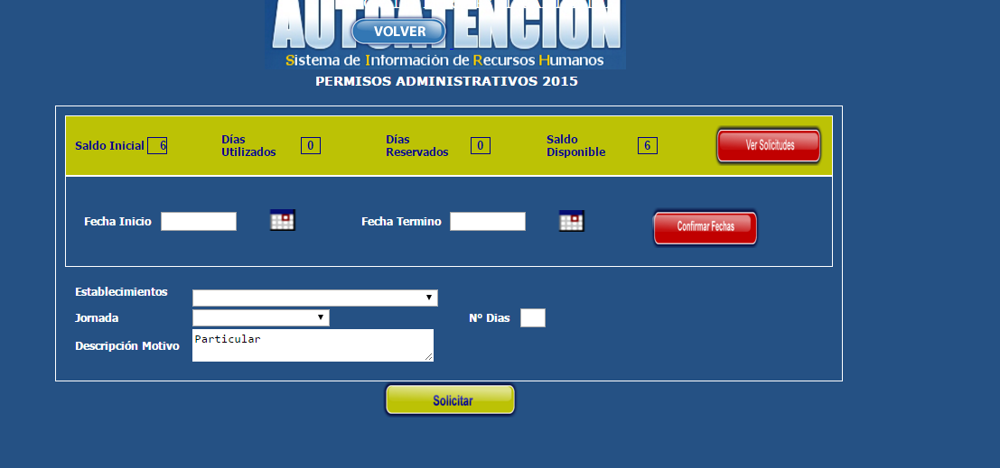 AUTOATENCION
VOLVER
Sistema de Información de Recursos Humanos
PERMISOS ADMINISTRATIVOS 2015
Saldo Inicial 6 Días Utilizados 0 Días Reservados 0 Saldo Disponible 6 Ver Solicitudes
Fecha Inicio Fecha Termino Confirmar Fechas
Establecimientos
Jornada Nº Dias
Descripción Motivo Particular
Solicitar